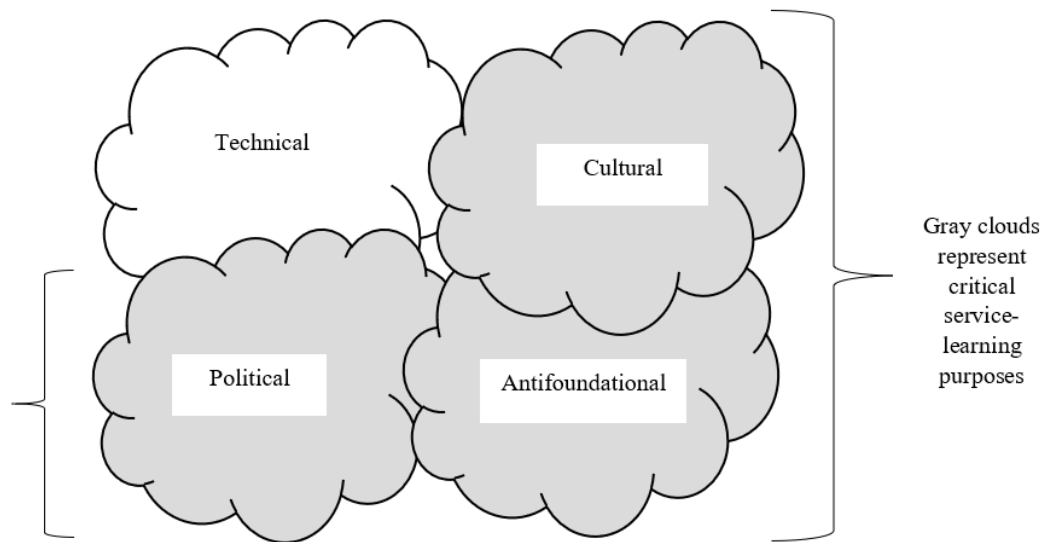 Technical
Cultural
Political
Antifoundational
Gray clouds
represent
critical
service-
learning
purposes